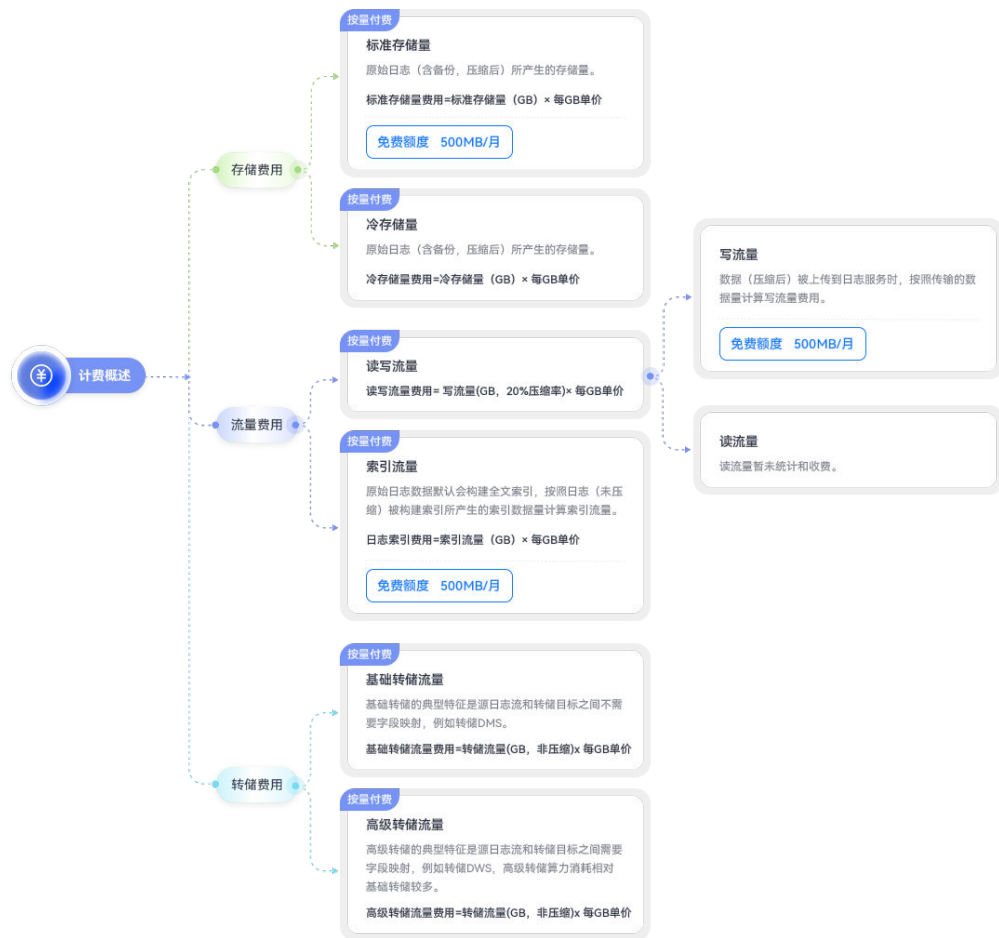 计费概述
存储费用
按量付费
标准存储量
原始日志（含备份，压缩后）所产生的存储量。
标准存储量费用=标准存储量（GB）× 每GB单价
免费额度 500MB/月
按量付费
冷存储量
原始日志（含备份，压缩后）所产生的存储量。
冷存储量费用=冷存储量（GB）× 每GB单价
流量费用
按量付费
读写流量
读写流量费用= 写流量(GB，20%压缩率)× 每GB单价
写流量
数据（压缩后）被上传到日志服务时，按照传输的数
据量计算写流量费用。
免费额度 500MB/月
读流量
读流量暂未统计和收费。
按量付费
索引流量
原始日志数据默认会构建全文索引，按照日志（未压
缩）被构建索引所产生的索引数据量计算索引流量。
日志索引费用=索引流量（GB）× 每GB单价
免费额度 500MB/月
转储费用
按量付费
基础转储流量
基础转储的典型特征是源日志流和转储目标之间不需
要字段映射，例如转储DMS。
基础转储流量费用=转储流量(GB，非压缩)x 每GB单价
按量付费
高级转储流量
高级转储的典型特征是源日志流和转储目标之间需要
字段映射，例如转储DWS，高级转储算力消耗相对
基础转储较多。
高级转储流量费用=转储流量(GB，非压缩)x 每GB单价